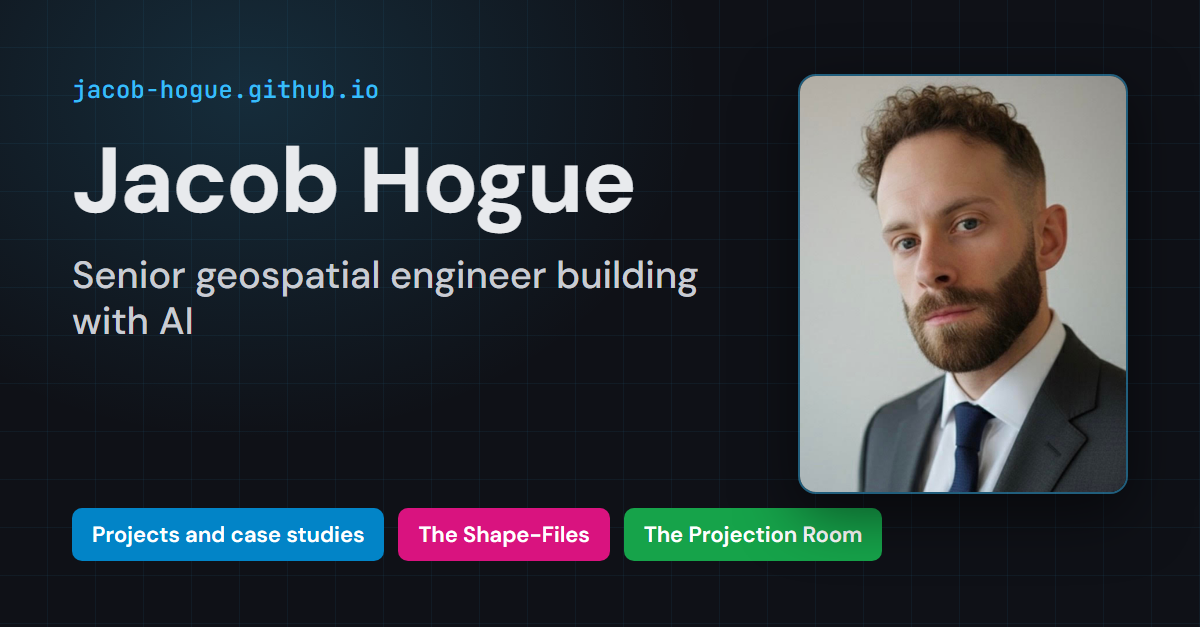 jacob-hogue.github.io
Jacob Hogue
Senior geospatial engineer building
with AI
Projects and case studies
The Shape-Files
The Projection Room